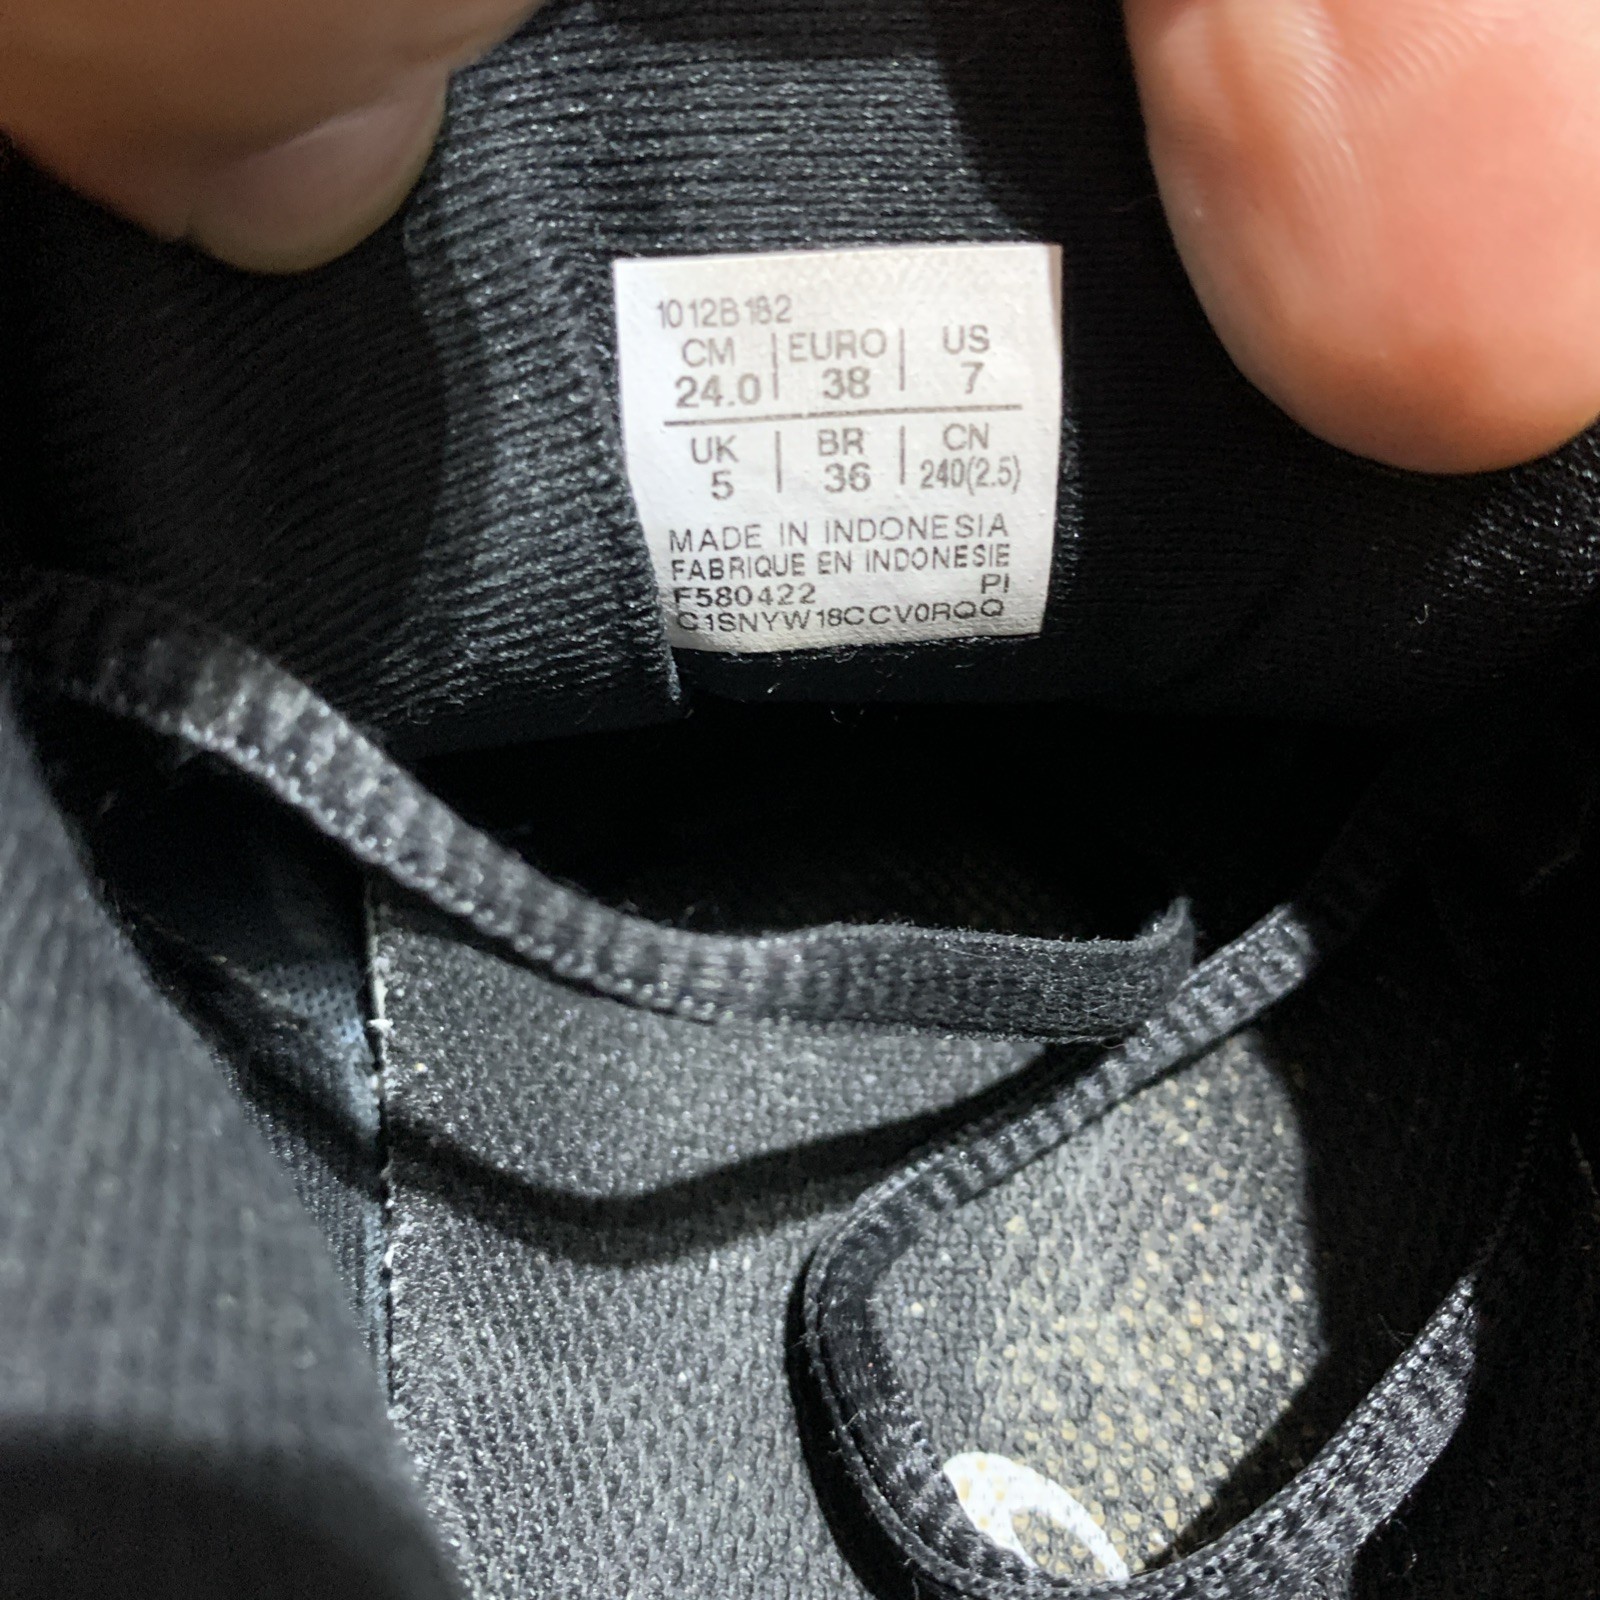 1012B182
CM | EURO | US
24.0 | 38 | 7
UK | BR | CN
5 | 36 | 240(2.5)
MADE IN INDONESIA
FABRIQUE EN INDONESIE
F580422 PI
C1SNYW18CCV0RQQ